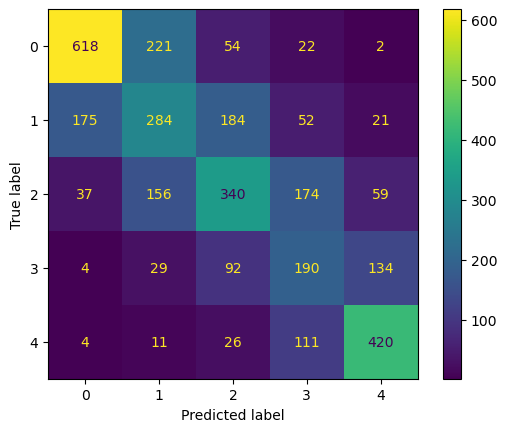 0 618 221 54 22 2
1 175 284 184 52 21
2 37 156 340 174 59
3 4 29 92 190 134
4 4 11 26 111 420
0 1 2 3 4
Predicted label
True label
600
500
400
300
200
100